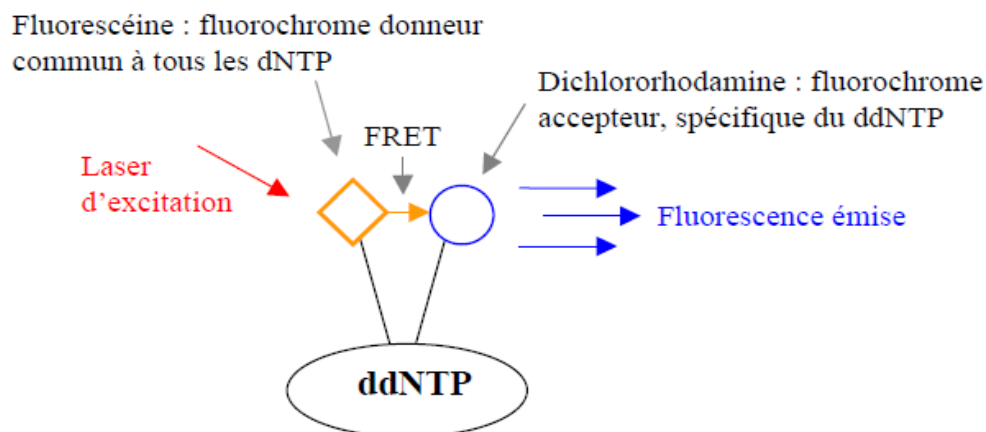 Fluorescéine : fluorochrome donneur
commun à tous les dNTP
Dichlororhodamine : fluorochrome
accepteur, spécifique du ddNTP
FRET
Laser
d’excitation
Fluorescence émise
ddNTP